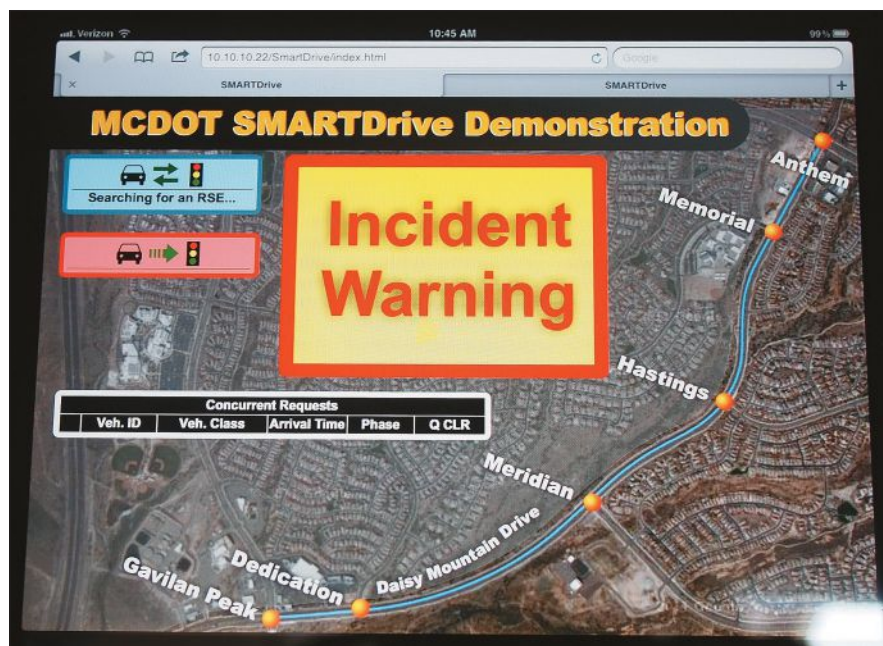 Verizon
10:45 AM
99%
10.10.10.22/SmartDrive/index.html
Google
× SMARTDrive
SMARTDrive +
MCDOT SMARTDrive Demonstration
Searching for an RSE...
Incident
Warning
Anthem
Memorial
Hastings
Concurrent Requests
Veh. ID Veh. Class Arrival Time Phase Q CLR
Meridian
Daisy Mountain Drive
Dedication
Gavilan Peak